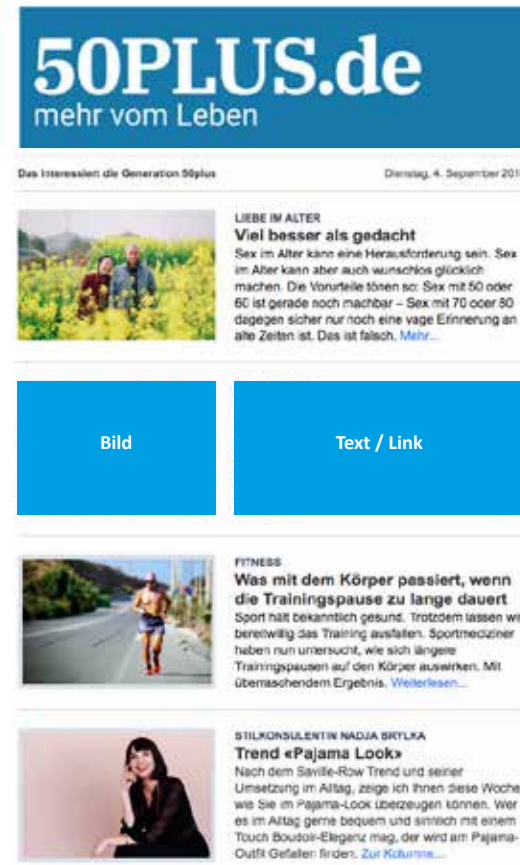 50PLUS.de
mehr vom Leben
Das Interessiert die Generation 50plus
Dienstag, 4. September 201
LIEBE IM ALTER
Viel besser als gedacht
Sex im Alter kann eine Herausforderung sein. Sex
im Alter kann aber auch wunschlos glücklich
machen. Die Vorurteile tönen so: Sex mit 50 oder
60 ist gerade noch machbar – Sex mit 70 oder 80
dagegen sicher nur noch eine vage Erinnerung an
alte Zeiten ist. Das ist falsch. Mehr...
Bild
Text / Link
FITNESS
Was mit dem Körper passiert, wenn
die Trainingspause zu lange dauert
Sport hält bekanntlich gesund. Trotzdem lassen wir
bereitwillig das Training ausfallen. Sportmediziner
haben nun untersucht, wie sich längere
Trainingspausen auf den Körper auswirken. Mit
überraschendem Ergebnis. Weiterlesen...
STILKONSULENTIN NADJA BRYLKA
Trend «Pajama Look»
Nach dem Saville-Row Trend und seiner
Umsetzung im Alltag, zeige ich Ihnen diese Woche
wie Sie im Pajama-Look überzeugen können. Wer
es im Alltag gerne bequem und sinnlich mit einem
Touch Boudoir-Eleganz mag, der wird am Pajama-
Outfit Gefallen finden. Zur Kolumne...